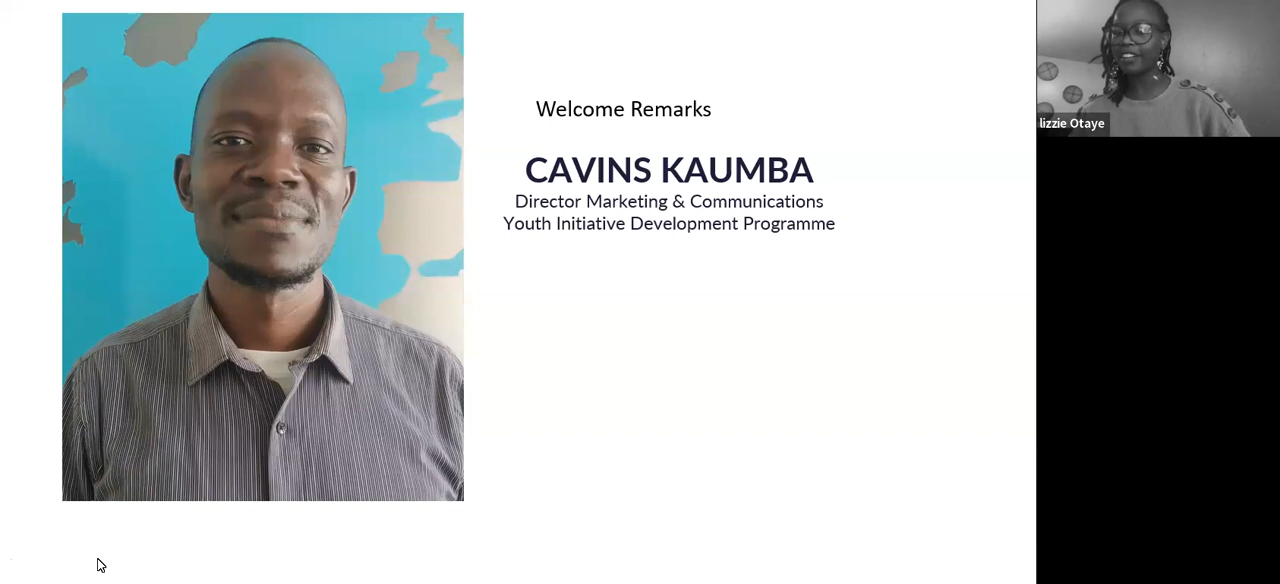 Welcome Remarks
CAVINS KAUMBA
Director Marketing & Communications
Youth Initiative Development Programme
lizzie Otaye